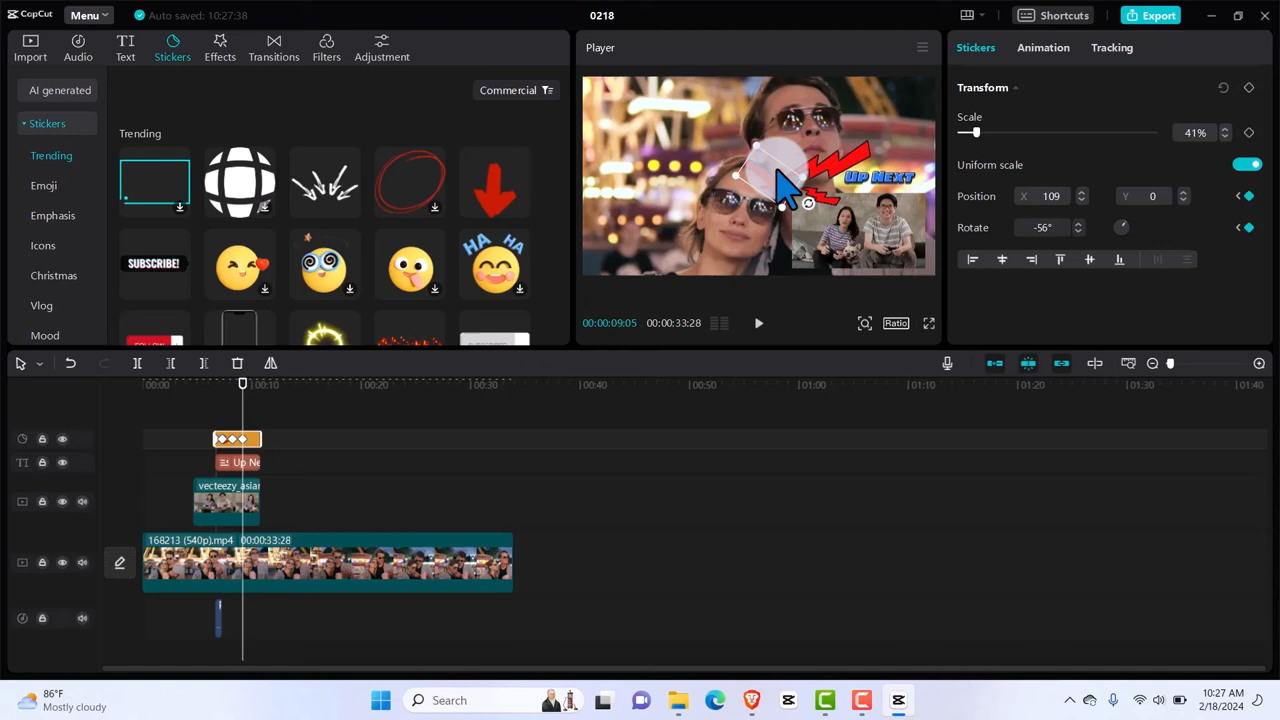 CapCut
Menu
Auto saved: 10:27:38
0218
Shortcuts
Export
Import
Audio
Text
Stickers
Effects
Transitions
Filters
Adjustment
AI generated
Stickers
Trending
Emoji
Emphasis
Icons
Christmas
Vlog
Mood
Commercial
Trending
SUBSCRIBE!
HA HA
Player
Up Next
00:00:09:05
00:00:33:28
Ratio
Stickers
Animation
Tracking
Transform
Scale
41%
Uniform scale
Position
X 109
Y 0
Rotate
-56°
00:00
00:10
00:20
00:30
00:40
00:50
01:00
01:10
01:20
01:30
01:40
TI
Up Ne
vecteezy_asian
168213 (540p).mp4 00:00:33:28
86°F
Mostly cloudy
Search
10:27 AM
2/18/2024